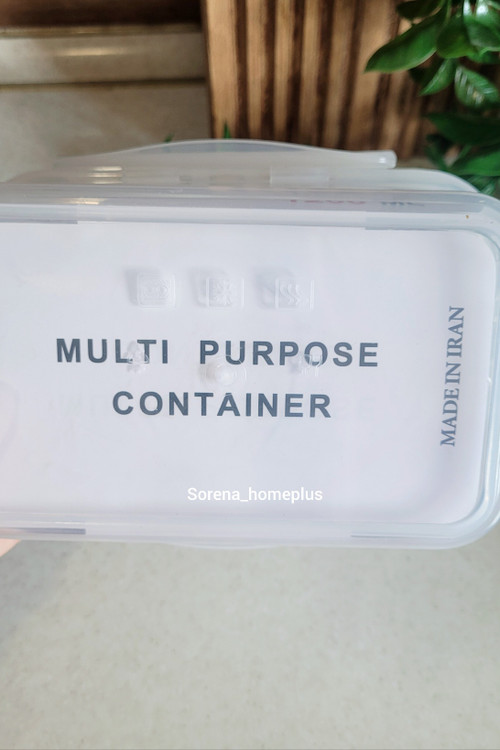 MULTI PURPOSE
CONTAINER
MADE IN IRAN
Sorena_homeplus